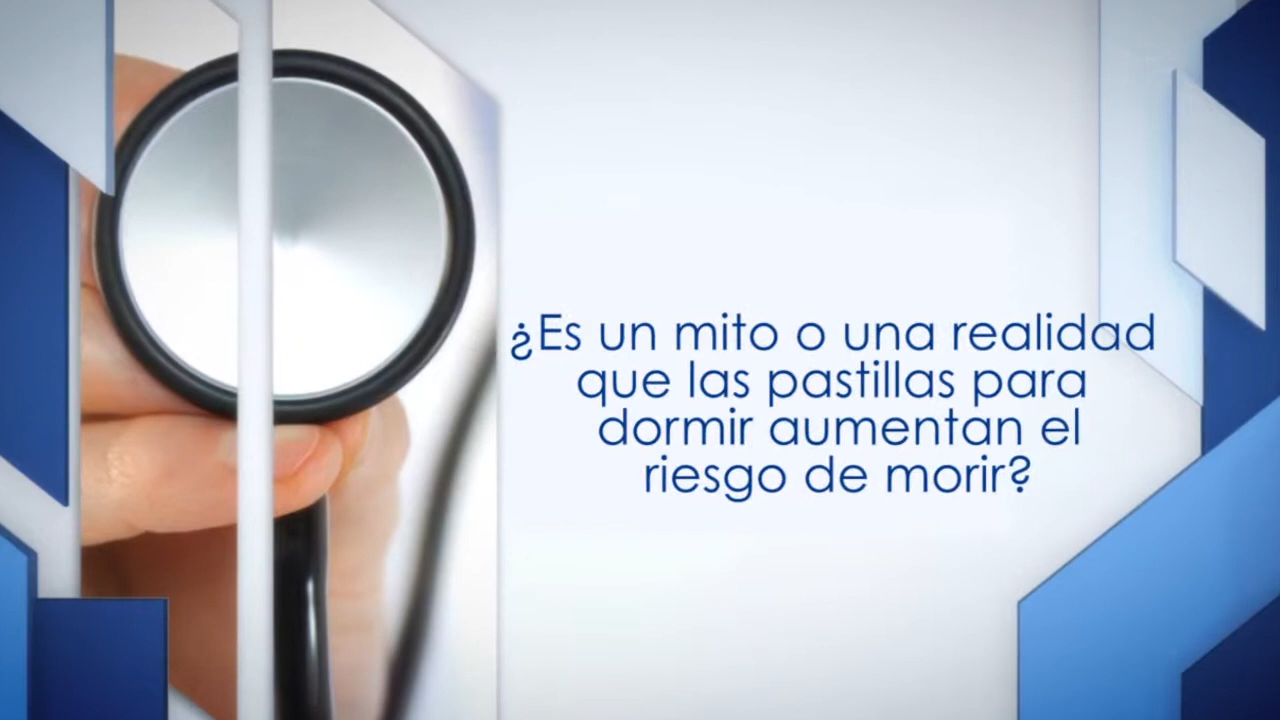 ¿Es un mito o una realidad
que las pastillas para
dormir aumentan el
riesgo de morir?